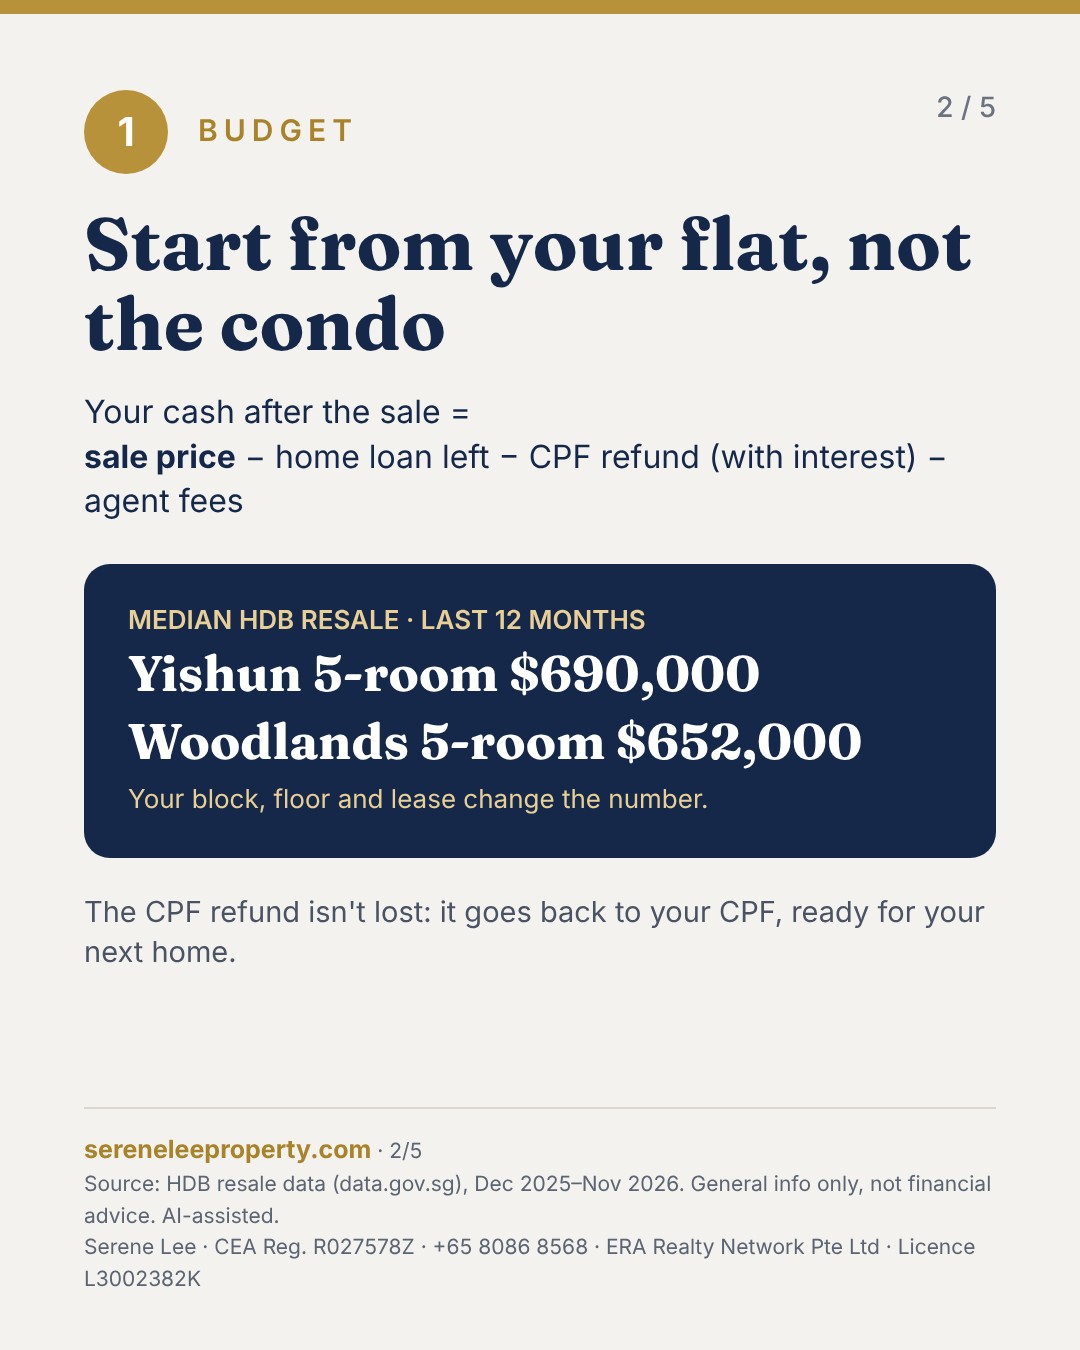 1
BUDGET
2 / 5
Start from your flat, not
the condo
Your cash after the sale =
sale price − home loan left − CPF refund (with interest) −
agent fees
MEDIAN HDB RESALE · LAST 12 MONTHS
Yishun 5-room $690,000
Woodlands 5-room $652,000
Your block, floor and lease change the number.
The CPF refund isn't lost: it goes back to your CPF, ready for your
next home.
sereneleeproperty.com · 2/5
Source: HDB resale data (data.gov.sg), Dec 2025–Nov 2026. General info only, not financial
advice. AI-assisted.
Serene Lee · CEA Reg. R027578Z · +65 8086 8568 · ERA Realty Network Pte Ltd · Licence
L3002382K